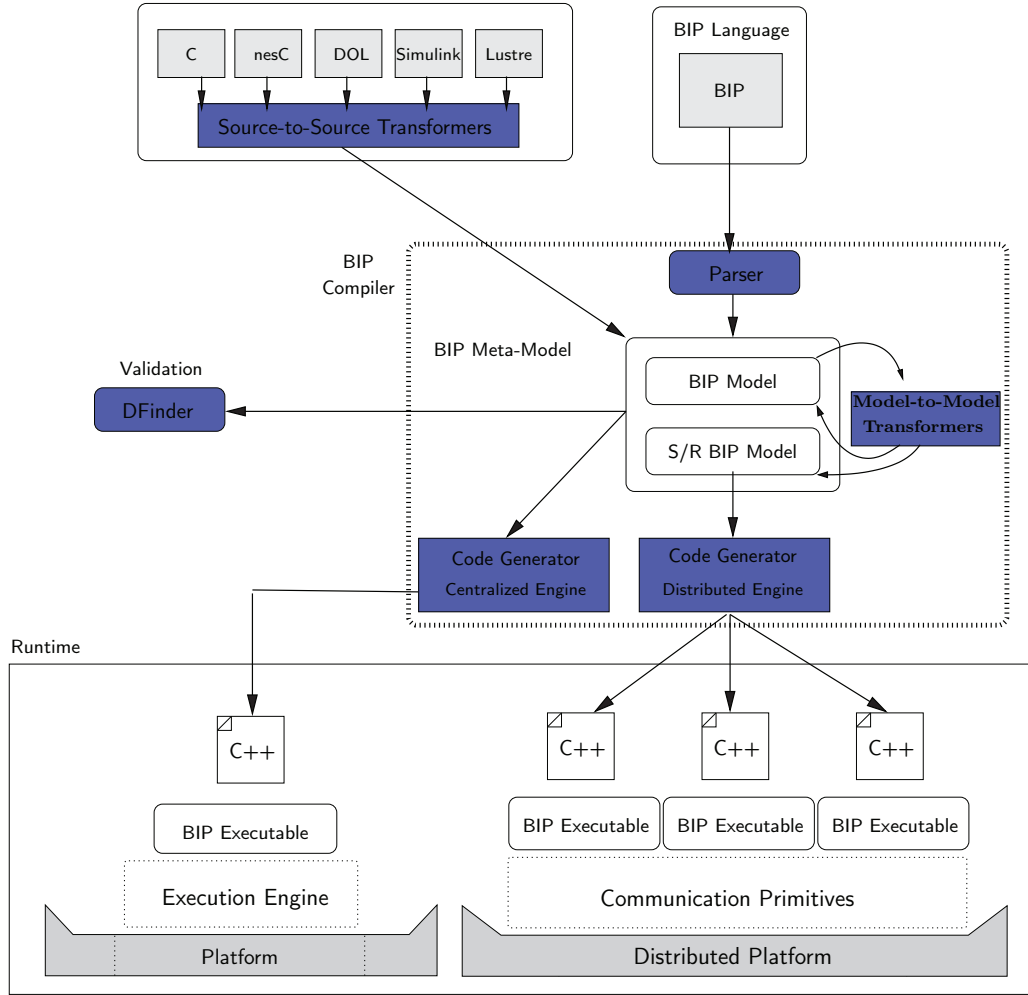 BIP Language
C
nesC
DOL
Simulink
Lustre
BIP
Source-to-Source Transformers
BIP
Compiler
Parser
BIP Meta-Model
Validation
DFinder
BIP Model
Model-to-Model
Transformers
S/R BIP Model
Code Generator
Centralized Engine
Code Generator
Distributed Engine
Runtime
C++
C++
C++
C++
BIP Executable
BIP Executable
BIP Executable
BIP Executable
Execution Engine
Communication Primitives
Platform
Distributed Platform